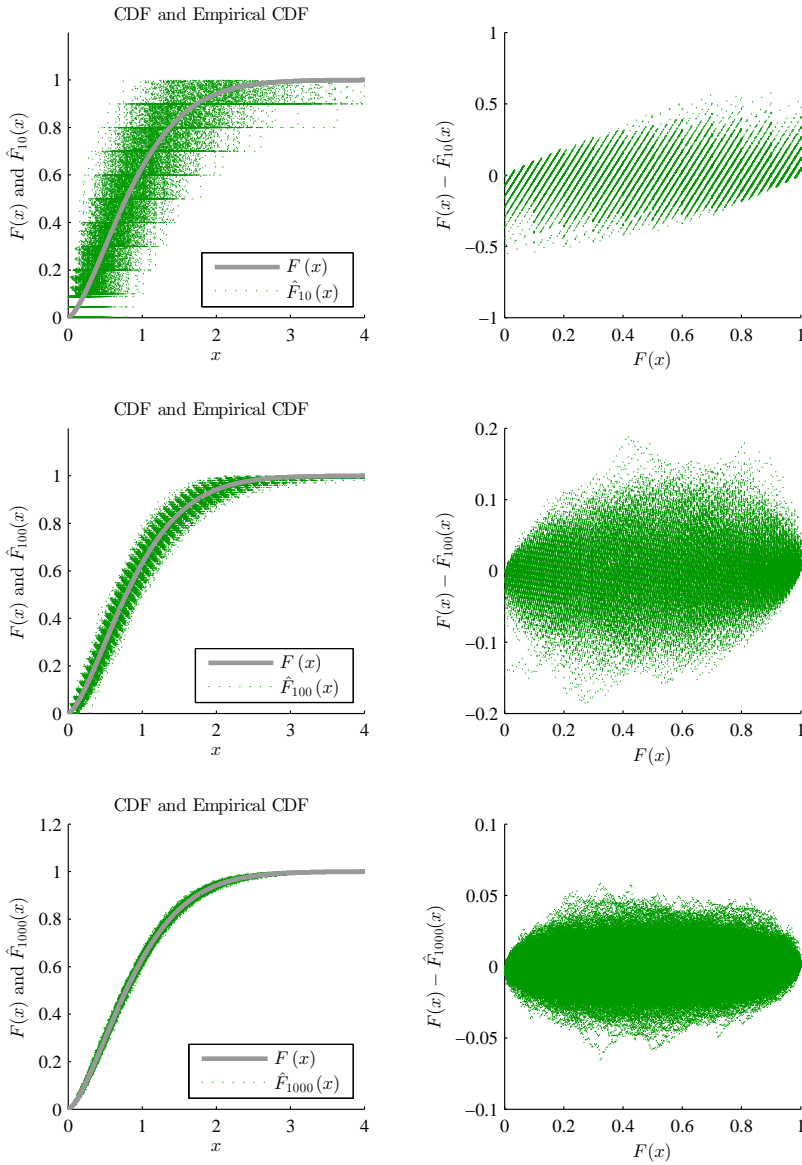 CDF and Empirical CDF
F(x) and F̂₁₀(x)
1.2
1
0.8
0.6
0.4
0.2
0
0 1 2 3 4
x
F (x)
F̂₁₀ (x)
F(x) − F̂₁₀(x)
1
0.5
0
−0.5
−1
0 0.2 0.4 0.6 0.8 1
F(x)
CDF and Empirical CDF
F(x) and F̂₁₀₀(x)
1.2
1
0.8
0.6
0.4
0.2
0
0 1 2 3 4
x
F (x)
F̂₁₀₀ (x)
F(x) − F̂₁₀₀(x)
0.2
0.1
0
−0.1
−0.2
0 0.2 0.4 0.6 0.8 1
F(x)
CDF and Empirical CDF
F(x) and F̂₁₀₀₀(x)
1.2
1
0.8
0.6
0.4
0.2
0
0 1 2 3 4
x
F (x)
F̂₁₀₀₀ (x)
F(x) − F̂₁₀₀₀(x)
0.1
0.05
0
−0.05
−0.1
0 0.2 0.4 0.6 0.8 1
F(x)